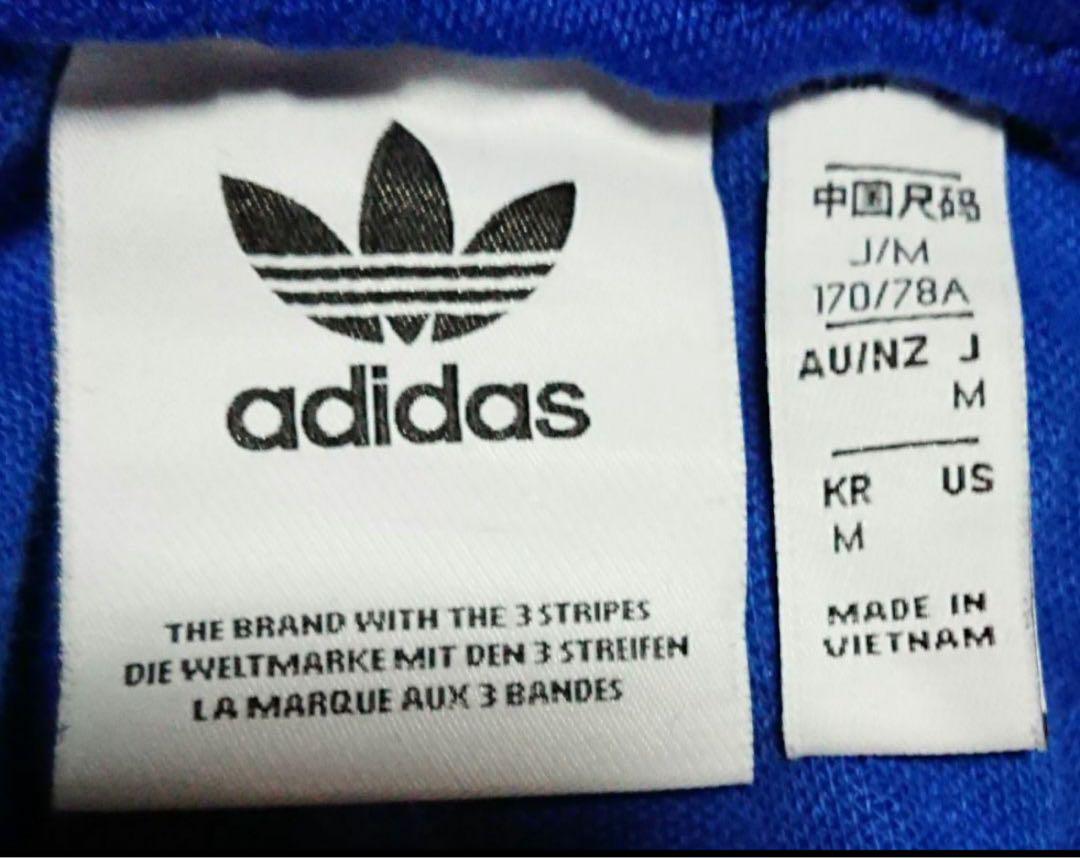 adidas
THE BRAND WITH THE 3 STRIPES
DIE WELTMARKE MIT DEN 3 STREIFEN
LA MARQUE AUX 3 BANDES
中国尺码
J/M
170/78A
AU/NZ J
M
KR US
M
MADE IN
VIETNAM